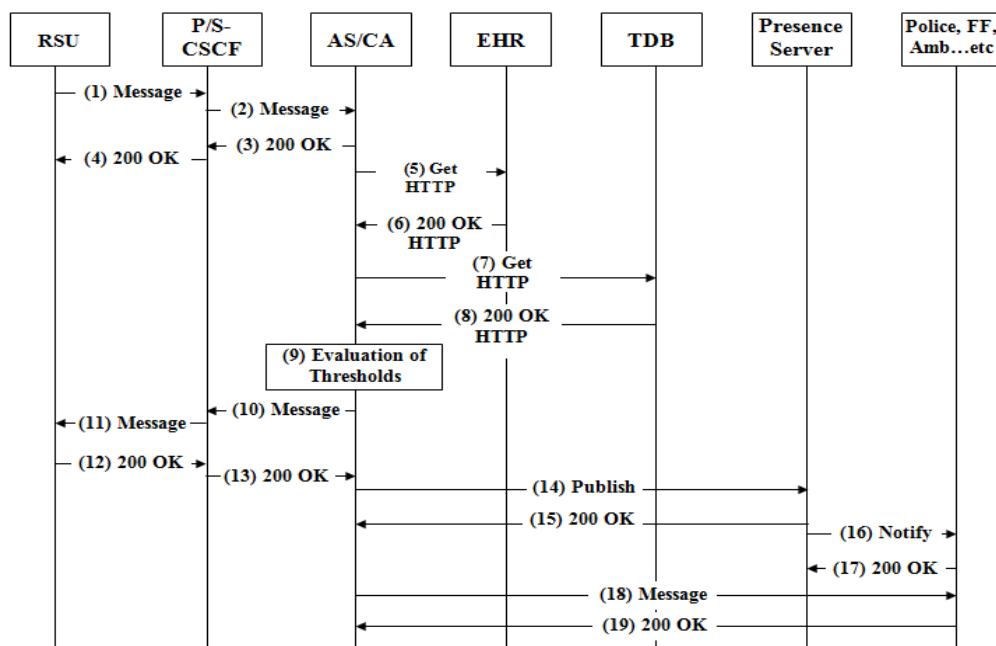 RSU
P/S-
CSCF
AS/CA
EHR
TDB
Presence
Server
Police, FF,
Amb...etc
(1) Message
(2) Message
(3) 200 OK
(4) 200 OK
(5) Get
HTTP
(6) 200 OK
HTTP
(7) Get
HTTP
(8) 200 OK
HTTP
(9) Evaluation of
Thresholds
(10) Message
(11) Message
(12) 200 OK
(13) 200 OK
(14) Publish
(15) 200 OK
(16) Notify
(17) 200 OK
(18) Message
(19) 200 OK